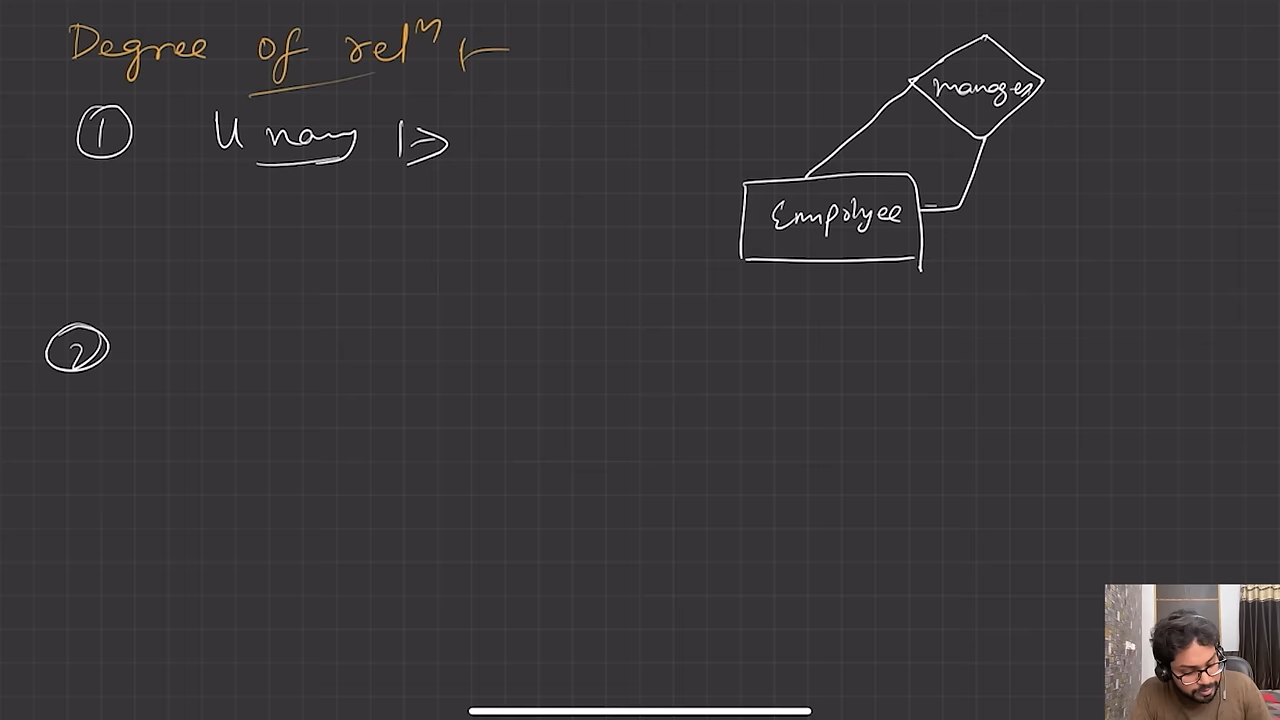 Degree of relⁿ :-
① Unary :->
manages
Employee
②